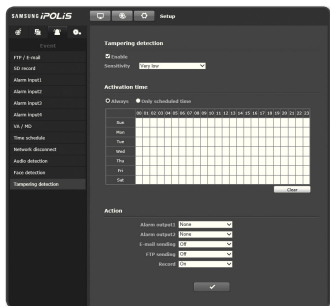 SAMSUNG iPOLiS
Setup
Event
FTP / E-mail
SD record
Alarm input1
Alarm input2
Alarm input3
Alarm input4
VA / MD
Time schedule
Network disconnect
Audio detection
Face detection
Tampering detection
Tampering detection
Enable
Sensitivity Very low
Activation time
Always Only scheduled time
00 01 02 03 04 05 06 07 08 09 10 11 12 13 14 15 16 17 18 19 20 21 22 23
Sun
Mon
Tue
Wed
Thu
Fri
Sat
Clear
Action
Alarm output1 None
Alarm output2 None
E-mail sending Off
FTP sending Off
Record On